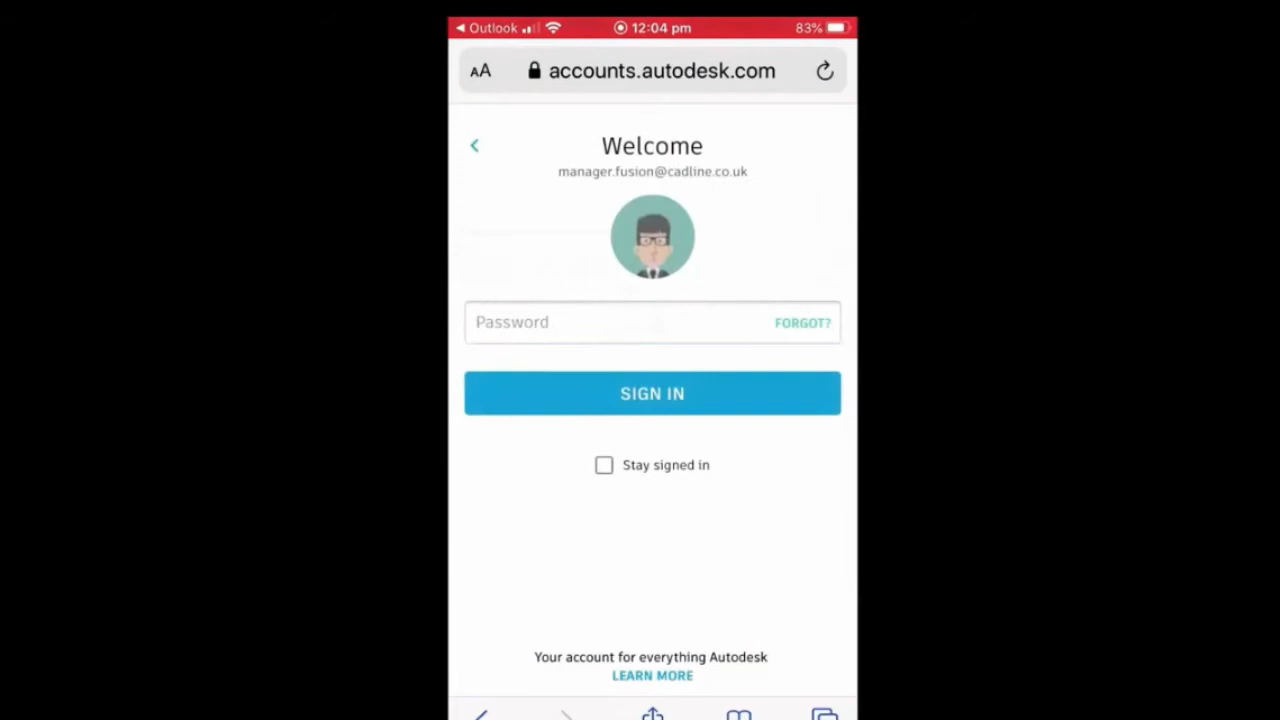 Outlook 12:04 pm 83%
AA accounts.autodesk.com
Welcome
manager.fusion@cadline.co.uk
Password FORGOT?
SIGN IN
Stay signed in
Your account for everything Autodesk
LEARN MORE